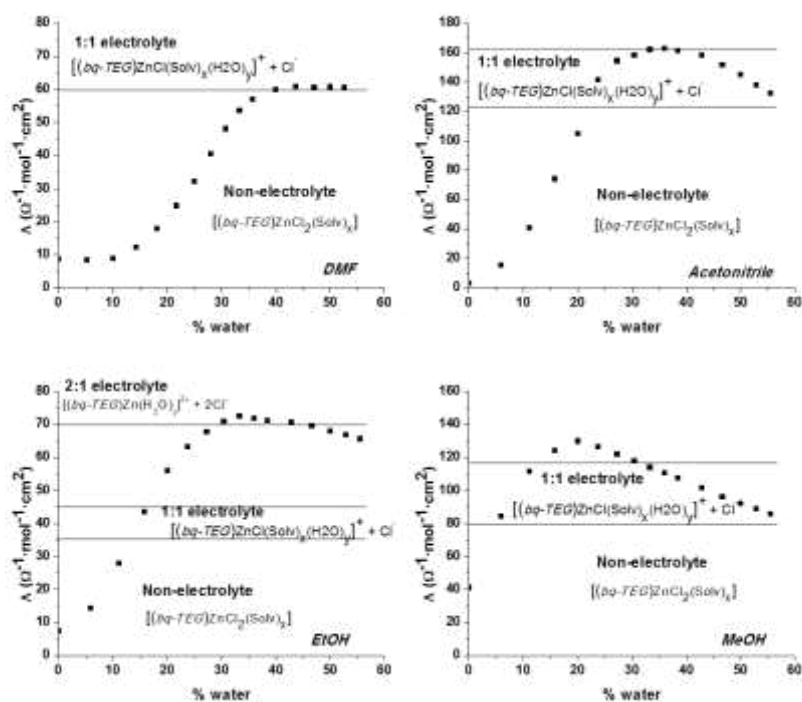 80
70
60
50
40
30
20
10
0
Λ (Ω⁻¹·mol⁻¹·cm²)
1:1 electrolyte
[(bq-TEG)ZnCl(Solv)x(H2O)y]⁺ + Cl⁻
Non-electrolyte
[(bq-TEG)ZnCl₂(Solv)x]
DMF
0 10 20 30 40 50 60
% water
180
160
140
120
100
80
60
40
20
0
Λ (Ω⁻¹·mol⁻¹·cm²)
1:1 electrolyte
[(bq-TEG)ZnCl(Solv)x(H2O)y]⁺ + Cl⁻
Non-electrolyte
[(bq-TEG)ZnCl₂(Solv)x]
Acetonitrile
0 10 20 30 40 50 60
% water
80
70
60
50
40
30
20
10
0
Λ (Ω⁻¹·mol⁻¹·cm²)
2:1 electrolyte
[(bq-TEG)Zn(H₂O)y]²⁺ + 2Cl⁻
1:1 electrolyte
[(bq-TEG)ZnCl(Solv)x(H2O)y]⁺ + Cl⁻
Non-electrolyte
[(bq-TEG)ZnCl₂(Solv)x]
EtOH
0 10 20 30 40 50 60
% water
160
140
120
100
80
60
40
20
0
Λ (Ω⁻¹·mol⁻¹·cm²)
1:1 electrolyte
[(bq-TEG)ZnCl(Solv)x(H2O)y]⁺ + Cl⁻
Non-electrolyte
[(bq-TEG)ZnCl₂(Solv)x]
MeOH
0 10 20 30 40 50 60
% water